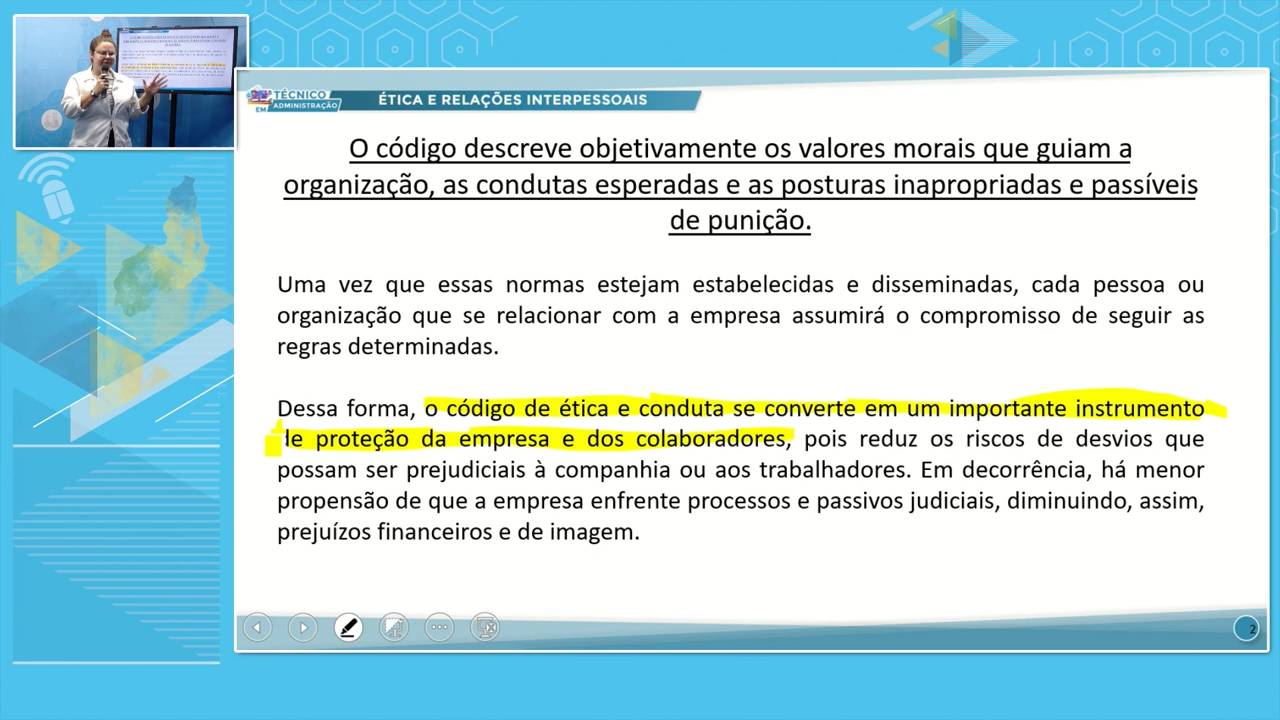 TÉCNICO
EM ADMINISTRAÇÃO
ÉTICA E RELAÇÕES INTERPESSOAIS
O código descreve objetivamente os valores morais que guiam a
organização, as condutas esperadas e as posturas inapropriadas e passíveis
de punição.
Uma vez que essas normas estejam estabelecidas e disseminadas, cada pessoa ou
organização que se relacionar com a empresa assumirá o compromisso de seguir as
regras determinadas.
Dessa forma, o código de ética e conduta se converte em um importante instrumento
de proteção da empresa e dos colaboradores, pois reduz os riscos de desvios que
possam ser prejudiciais à companhia ou aos trabalhadores. Em decorrência, há menor
propensão de que a empresa enfrente processos e passivos judiciais, diminuindo, assim,
prejuízos financeiros e de imagem.
2